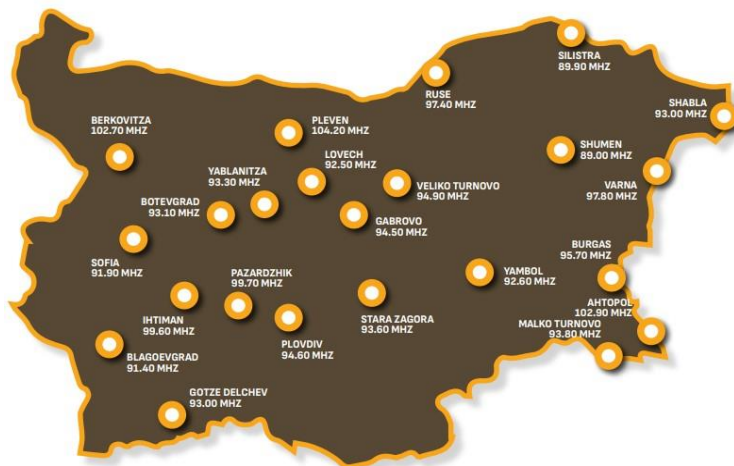 SILISTRA
89.90 MHZ
RUSE
97.40 MHZ
SHABLA
93.00 MHZ
BERKOVITZA
102.70 MHZ
PLEVEN
104.20 MHZ
SHUMEN
89.00 MHZ
LOVECH
92.50 MHZ
YABLANITZA
93.30 MHZ
VELIKO TURNOVO
94.90 MHZ
VARNA
97.80 MHZ
BOTEVGRAD
93.10 MHZ
GABROVO
94.50 MHZ
SOFIA
91.90 MHZ
BURGAS
95.70 MHZ
PAZARDZHIK
99.70 MHZ
YAMBOL
92.60 MHZ
AHTOPOL
102.90 MHZ
IHTIMAN
99.60 MHZ
STARA ZAGORA
93.60 MHZ
MALKO TURNOVO
93.80 MHZ
PLOVDIV
94.60 MHZ
BLAGOEVGRAD
91.40 MHZ
GOTZE DELCHEV
93.00 MHZ